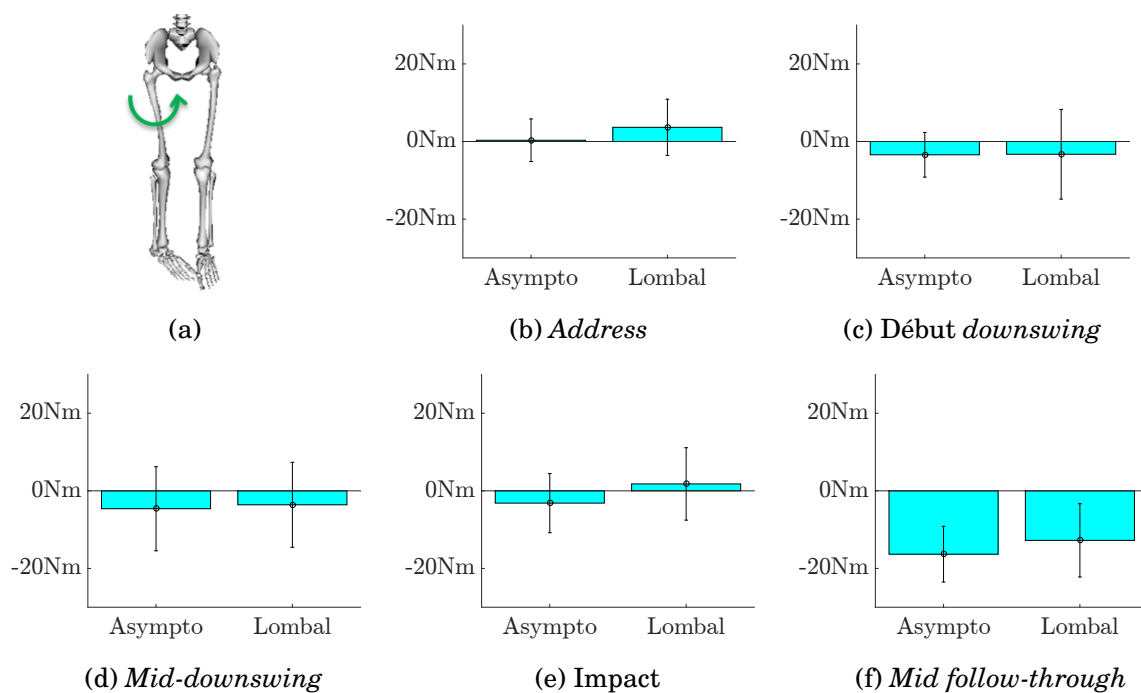 20Nm
0Nm
-20Nm
Asympto Lombal
20Nm
0Nm
-20Nm
Asympto Lombal
(a)
(b) Address
(c) Début downswing
20Nm
0Nm
-20Nm
Asympto Lombal
20Nm
0Nm
-20Nm
Asympto Lombal
20Nm
0Nm
-20Nm
Asympto Lombal
(d) Mid-downswing
(e) Impact
(f) Mid follow-through